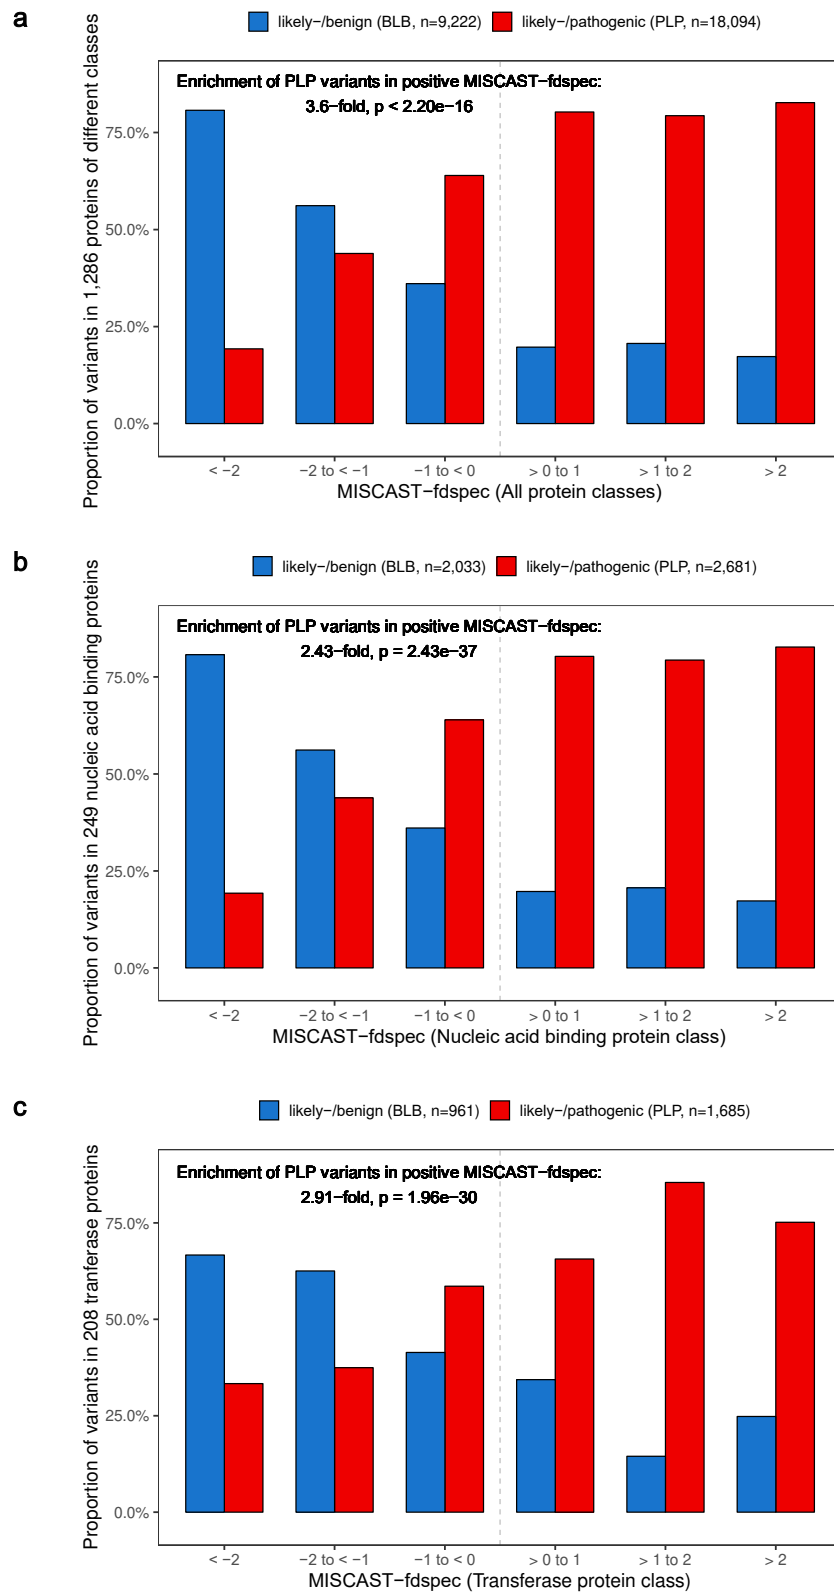 a
likely−/benign (BLB, n=9,222) likely−/pathogenic (PLP, n=18,094)
Proportion of variants in 1,286 proteins of different classes
Enrichment of PLP variants in positive MISCAST−fdspec:
3.6−fold, p < 2.20e−16
75.0%
50.0%
25.0%
0.0%
< −2 −2 to < −1 −1 to < 0 > 0 to 1 > 1 to 2 > 2
MISCAST−fdspec (All protein classes)
b
likely−/benign (BLB, n=2,033) likely−/pathogenic (PLP, n=2,681)
Proportion of variants in 249 nucleic acid binding proteins
Enrichment of PLP variants in positive MISCAST−fdspec:
2.43−fold, p = 2.43e−37
75.0%
50.0%
25.0%
0.0%
< −2 −2 to < −1 −1 to < 0 > 0 to 1 > 1 to 2 > 2
MISCAST−fdspec (Nucleic acid binding protein class)
c
likely−/benign (BLB, n=961) likely−/pathogenic (PLP, n=1,685)
Proportion of variants in 208 tranferase proteins
Enrichment of PLP variants in positive MISCAST−fdspec:
2.91−fold, p = 1.96e−30
75.0%
50.0%
25.0%
0.0%
< −2 −2 to < −1 −1 to < 0 > 0 to 1 > 1 to 2 > 2
MISCAST−fdspec (Transferase protein class)